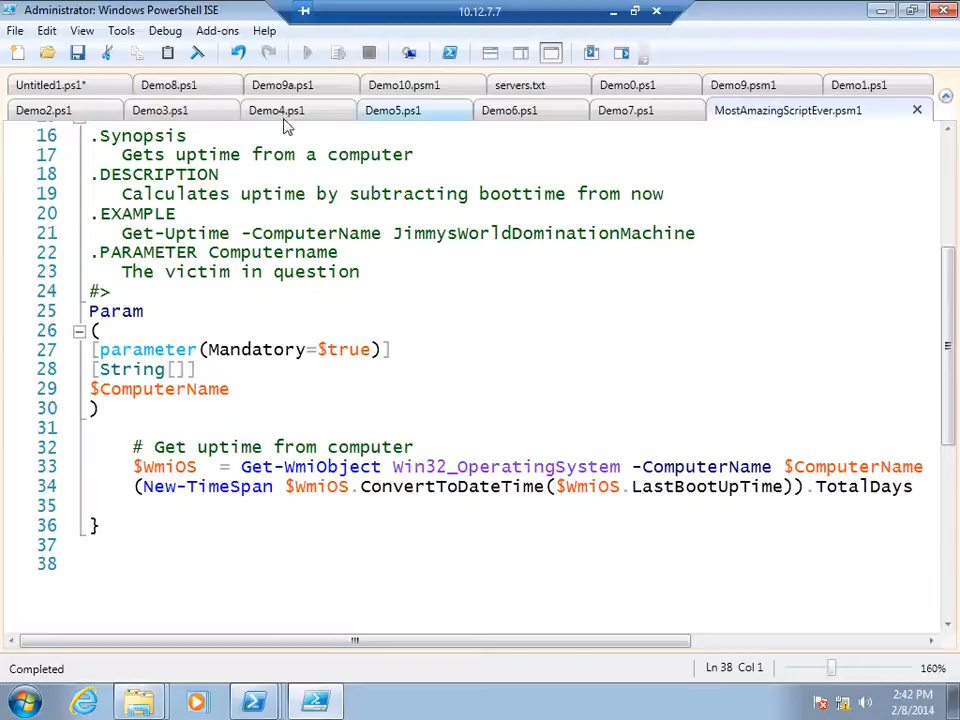 Administrator: Windows PowerShell ISE
10.12.7.7
File Edit View Tools Debug Add-ons Help
Untitled1.ps1* Demo8.ps1 Demo9a.ps1 Demo10.psm1 servers.txt Demo0.ps1 Demo9.psm1 Demo1.ps1
Demo2.ps1 Demo3.ps1 Demo4.ps1 Demo5.ps1 Demo6.ps1 Demo7.ps1 MostAmazingScriptEver.psm1
16 .Synopsis
17 Gets uptime from a computer
18 .DESCRIPTION
19 Calculates uptime by subtracting boottime from now
20 .EXAMPLE
21 Get-Uptime -ComputerName JimmysWorldDominationMachine
22 .PARAMETER Computername
23 The victim in question
24 #>
25 Param
26 (
27 [parameter(Mandatory=$true)]
28 [String[]]
29 $ComputerName
30 )
31
32 # Get uptime from computer
33 $WmiOS = Get-WmiObject Win32_OperatingSystem -ComputerName $ComputerName
34 (New-TimeSpan $WmiOS.ConvertToDateTime($WmiOS.LastBootUpTime)).TotalDays
35
36 }
37
38
Completed Ln 38 Col 1 160%
2:42 PM
2/8/2014